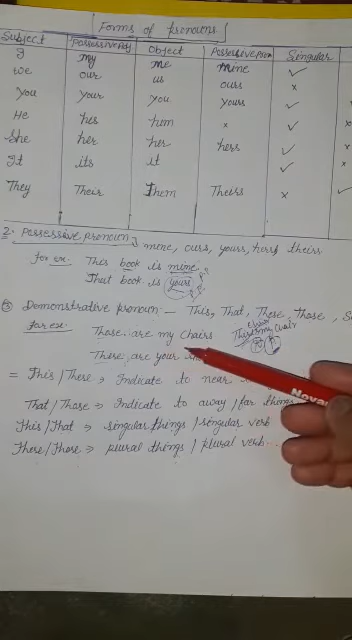 Forms of pronouns
Subject Possessive Adj Object Possessive Pron Singular
I my me mine ✓
We our us ours x
You your you yours ✓
He his him x ✓ x
She her her hers ✓ x
It its it ✓ x
They Their Them Theirs x ✓
2. Possessive pronoun] mine, ours, yours, hers, theirs
for ex. This book is mine
That book is yours P.P.
③ Demonstrative pronoun - This, That, These, Those, S
for ex. Those are my chairs
These are your
= This/These ⇒ Indicate to near
That/Those ⇒ Indicate to away/far things
This/That ⇒ singular things/singular verb
These/Those ⇒ plural things/plural verb